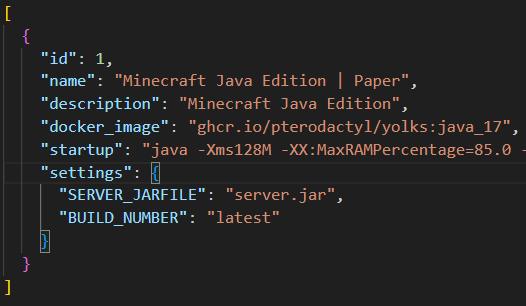 [
{
"id": 1,
"name": "Minecraft Java Edition | Paper",
"description": "Minecraft Java Edition",
"docker_image": "ghcr.io/pterodactyl/yolks:java_17",
"startup": "java -Xms128M -XX:MaxRAMPercentage=85.0 -
"settings": {
"SERVER_JARFILE": "server.jar",
"BUILD_NUMBER": "latest"
}
}
]